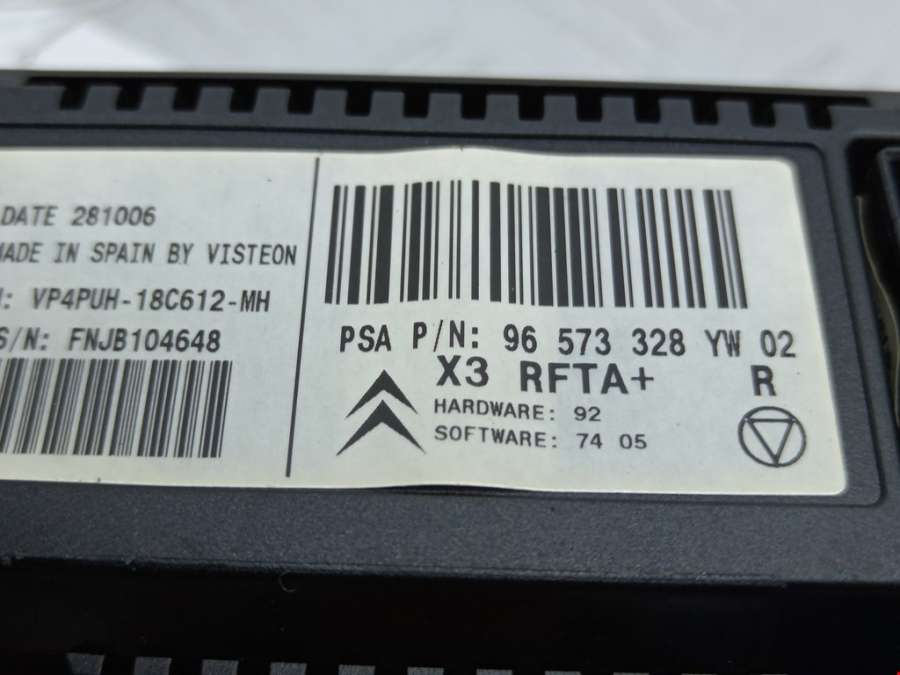 DATE 281006
MADE IN SPAIN BY VISTEON
N: VP4PUH-18C612-MH
S/N: FNJB104648
PSA P/N: 96 573 328 YW 02
X3 RFTA+ R
HARDWARE: 92
SOFTWARE: 74 05